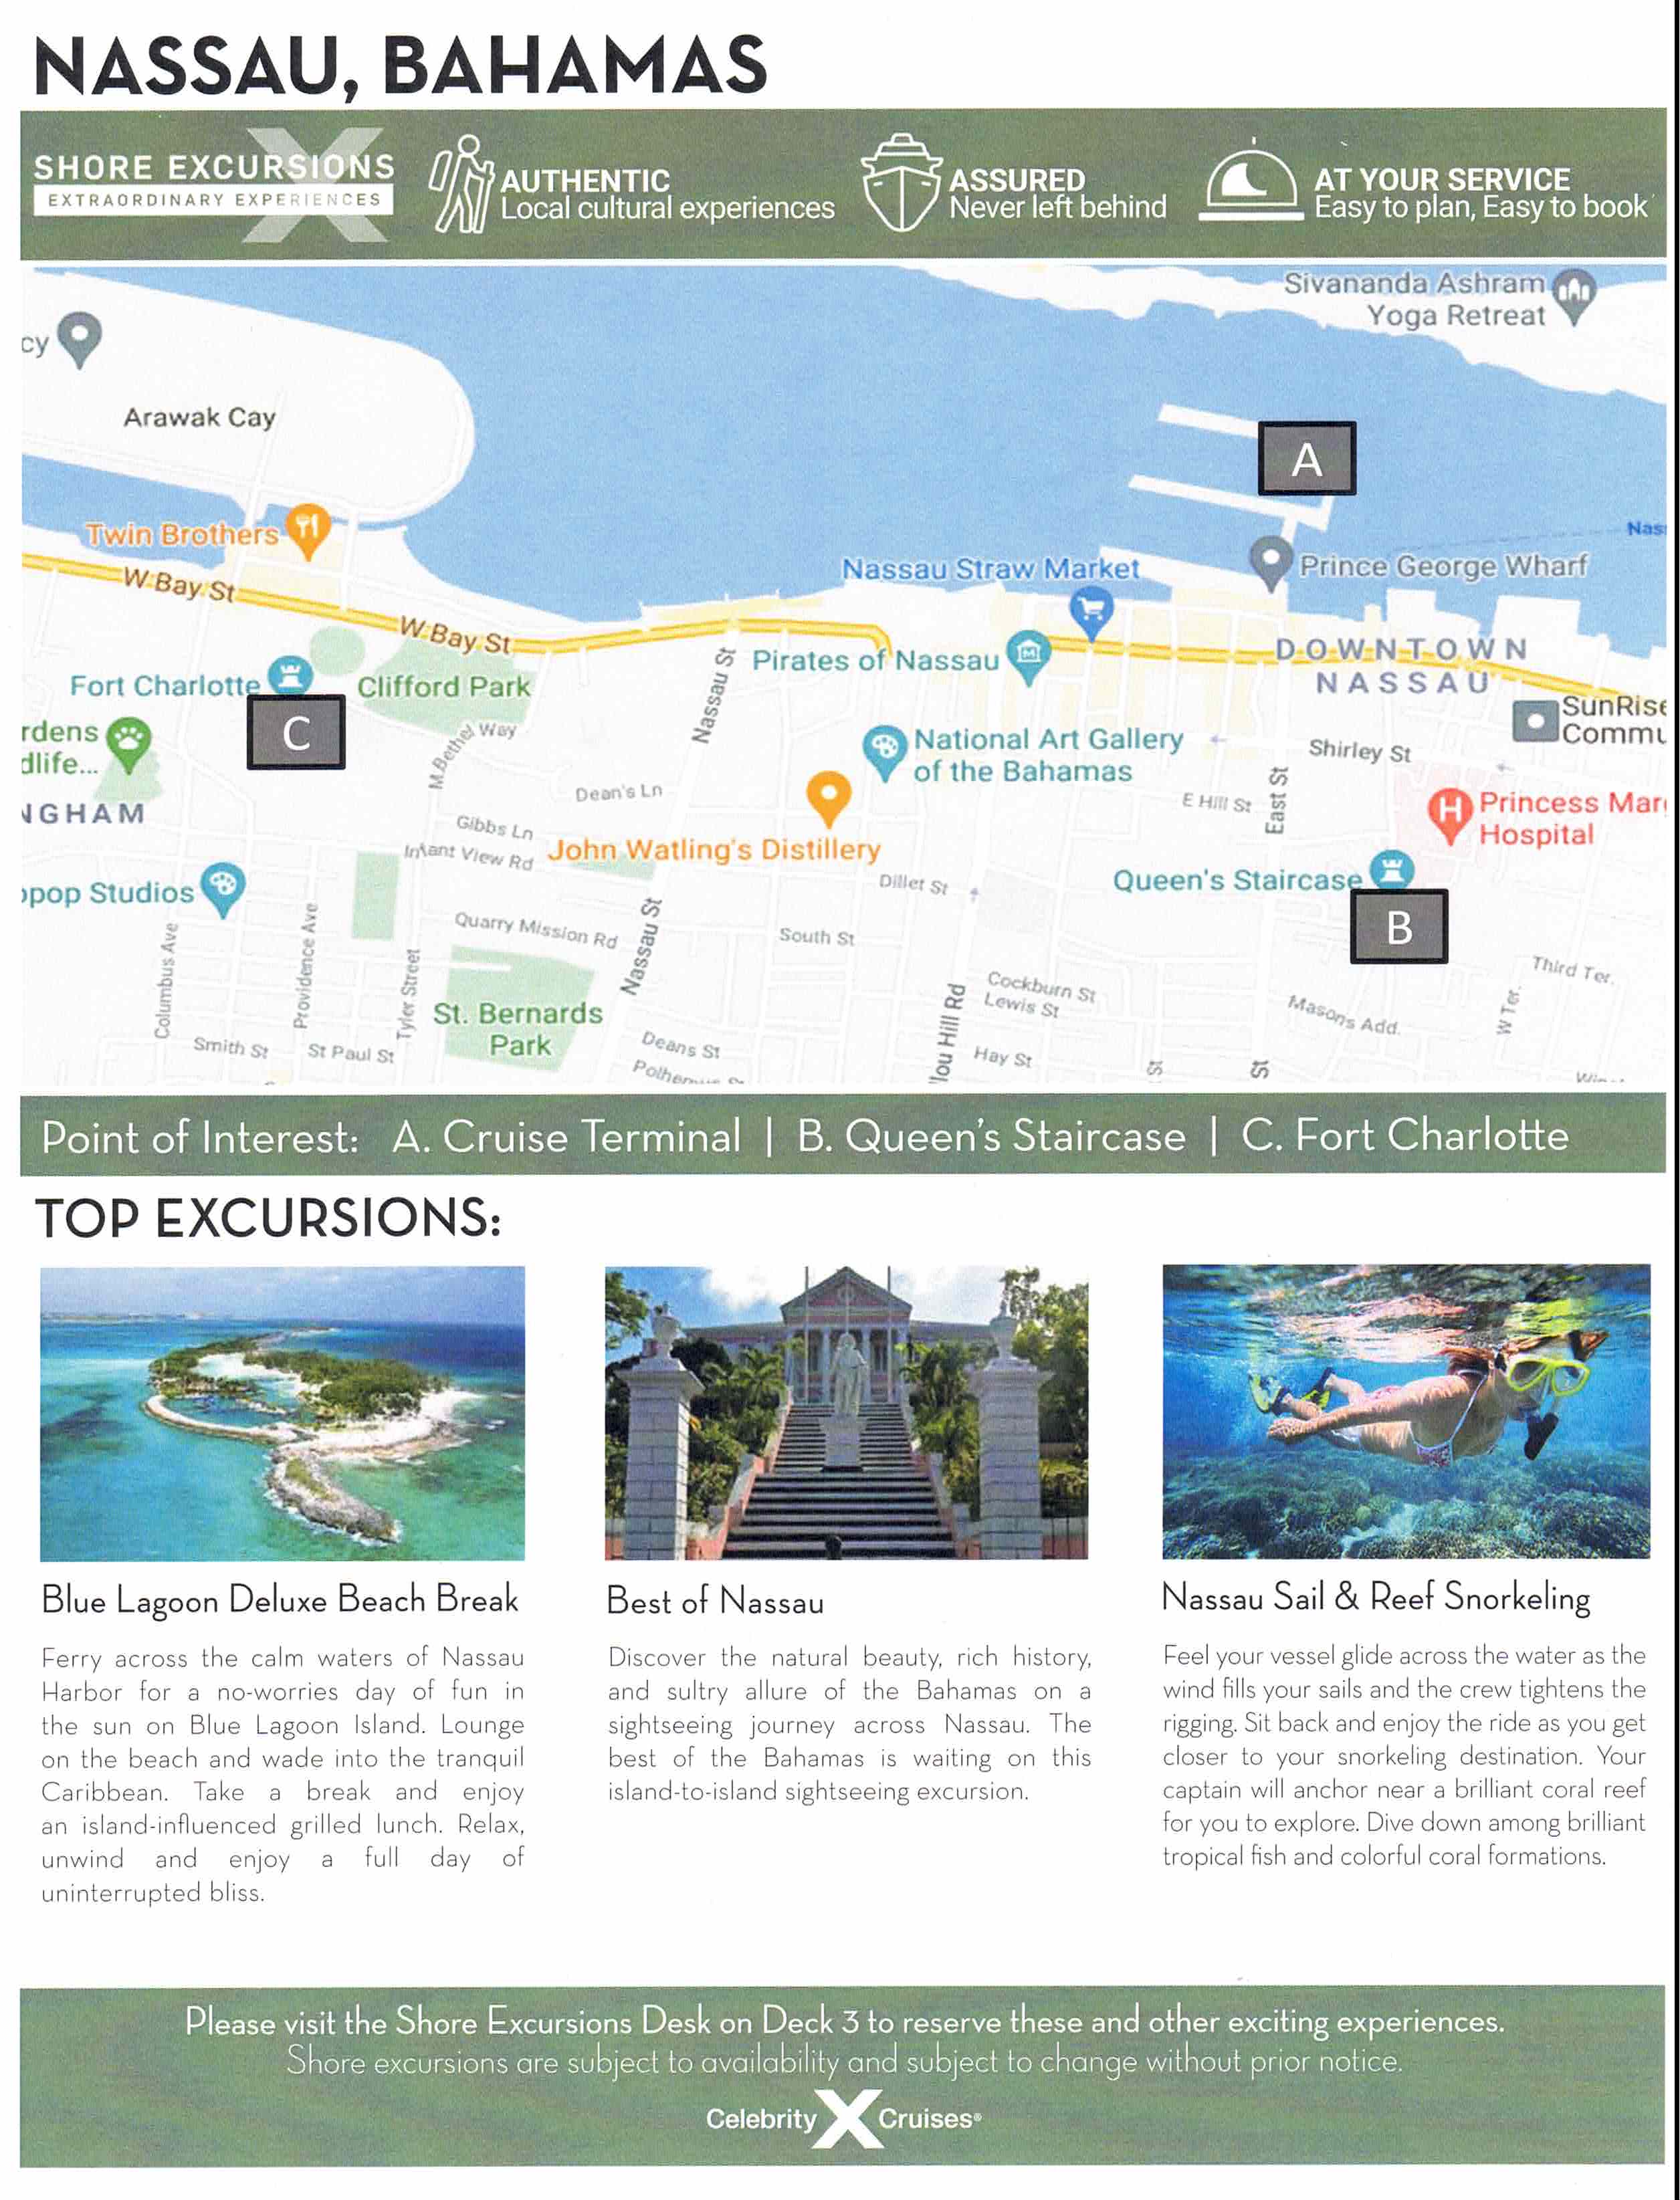 NASSAU, BAHAMAS
SHORE EXCURSIONS
EXTRAORDINARY EXPERIENCES
AUTHENTIC
Local cultural experiences
ASSURED
Never left behind
AT YOUR SERVICE
Easy to plan, Easy to book
Sivananda Ashram
Yoga Retreat
cy
Arawak Cay
A
Twin Brothers
Nas
W Bay St
Nassau Straw Market
Prince George Wharf
W Bay St
DOWNTOWN
NASSAU
Nassau St
Pirates of Nassau
Fort Charlotte
Clifford Park
C
SunRise
Commu
rdens
dlife...
M.Bethel Way
National Art Gallery
of the Bahamas
Shirley St
Dean's Ln
E Hill St
East St
Princess Mar
Hospital
NGHAM
Gibbs Ln
View Rd
John Watling's Distillery
Dillet St
Queen's Staircase
B
pop Studios
Columbus Ave
Providence Ave
Tyler Street
Quarry Mission Rd
Nassau St
South St
Third Ter.
Cockburn St
Lewis St
Masons Add.
W Ter.
St. Bernards
Park
lou Hill Rd
Smith St
St Paul St
Deans St
Hay St
St
St
Point of Interest: A. Cruise Terminal | B. Queen's Staircase | C. Fort Charlotte
TOP EXCURSIONS:
Blue Lagoon Deluxe Beach Break
Ferry across the calm waters of Nassau
Harbor for a no-worries day of fun in
the sun on Blue Lagoon Island. Lounge
on the beach and wade into the tranquil
Caribbean. Take a break and enjoy
an island-influenced grilled lunch. Relax,
unwind and enjoy a full day of
uninterrupted bliss.
Best of Nassau
Discover the natural beauty, rich history,
and sultry allure of the Bahamas on a
sightseeing journey across Nassau. The
best of the Bahamas is waiting on this
island-to-island sightseeing excursion.
Nassau Sail & Reef Snorkeling
Feel your vessel glide across the water as the
wind fills your sails and the crew tightens the
rigging. Sit back and enjoy the ride as you get
closer to your snorkeling destination. Your
captain will anchor near a brilliant coral reef
for you to explore. Dive down among brilliant
tropical fish and colorful coral formations.
Please visit the Shore Excursions Desk on Deck 3 to reserve these and other exciting experiences.
Shore excursions are subject to availability and subject to change without prior notice.
Celebrity X Cruises®